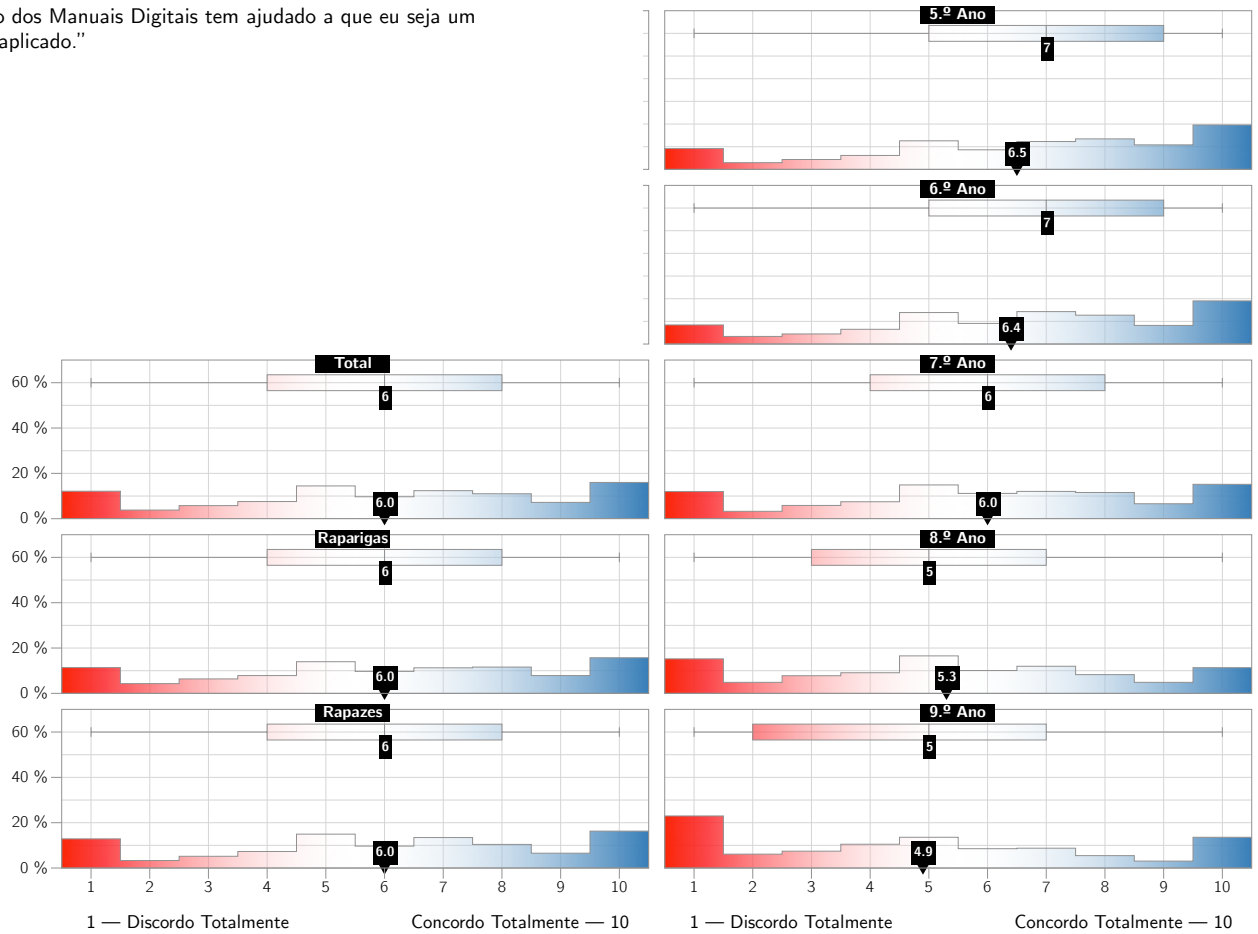 o dos Manuais Digitais tem ajudado a que eu seja um
aplicado.”
5.º Ano
7
6.5
6.º Ano
7
6.4
Total
60 %
6
40 %
20 %
6.0
0 %
7.º Ano
6
6.0
Raparigas
60 %
6
40 %
20 %
6.0
0 %
8.º Ano
5
5.3
Rapazes
60 %
6
40 %
20 %
6.0
0 %
1 2 3 4 5 6 7 8 9 10
1 — Discordo Totalmente Concordo Totalmente — 10
9.º Ano
5
4.9
1 2 3 4 5 6 7 8 9 10
1 — Discordo Totalmente Concordo Totalmente — 10